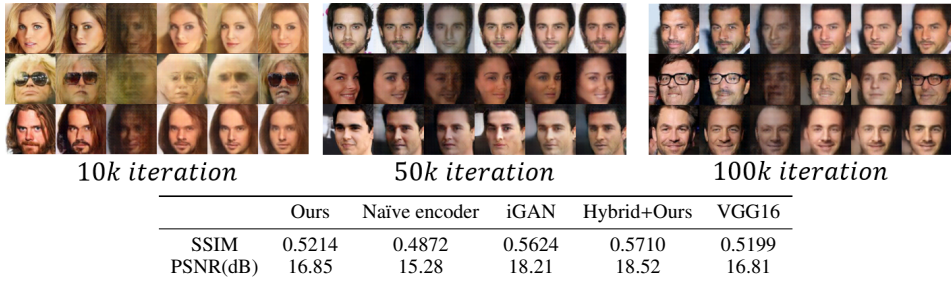 10k iteration 50k iteration 100k iteration
Ours Naïve encoder iGAN Hybrid+Ours VGG16
SSIM 0.5214 0.4872 0.5624 0.5710 0.5199
PSNR(dB) 16.85 15.28 18.21 18.52 16.81